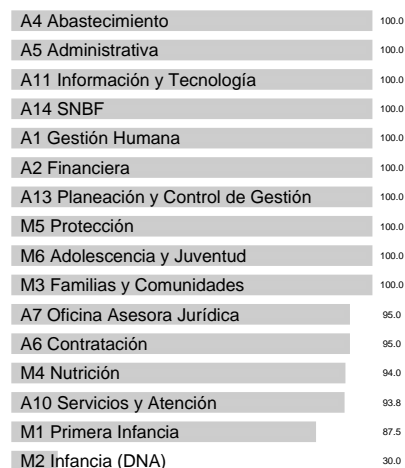 A4 Abastecimiento 100.0
A5 Administrativa 100.0
A11 Información y Tecnología 100.0
A14 SNBF 100.0
A1 Gestión Humana 100.0
A2 Financiera 100.0
A13 Planeación y Control de Gestión 100.0
M5 Protección 100.0
M6 Adolescencia y Juventud 100.0
M3 Familias y Comunidades 100.0
A7 Oficina Asesora Jurídica 95.0
A6 Contratación 95.0
M4 Nutrición 94.0
A10 Servicios y Atención 93.8
M1 Primera Infancia 87.5
M2 Infancia (DNA) 30.0